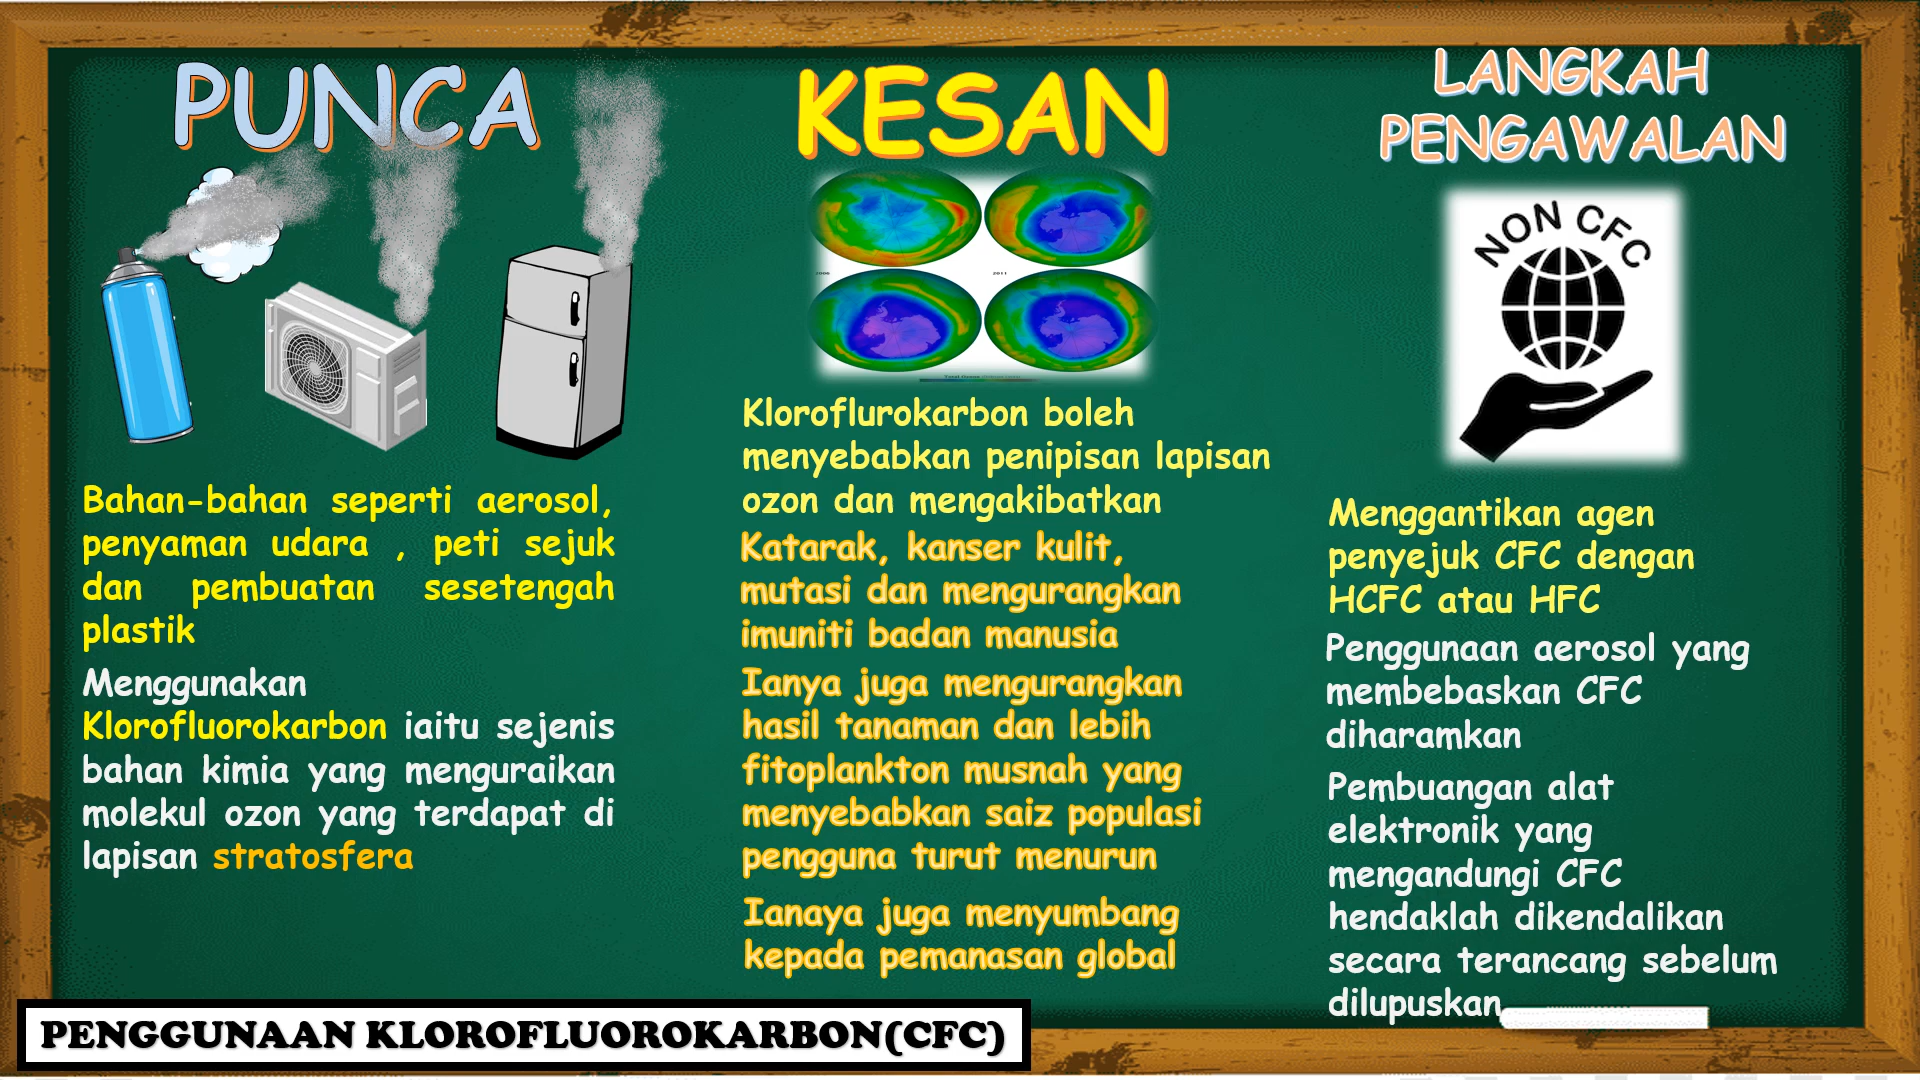 PUNCA
Bahan-bahan seperti aerosol,
penyaman udara , peti sejuk
dan pembuatan sesetengah
plastik
Menggunakan
Klorofluorokarbon iaitu sejenis
bahan kimia yang menguraikan
molekul ozon yang terdapat di
lapisan stratosfera
KESAN
2006
2011
Kloroflurokarbon boleh
menyebabkan penipisan lapisan
ozon dan mengakibatkan
Katarak, kanser kulit,
mutasi dan mengurangkan
imuniti badan manusia
Ianya juga mengurangkan
hasil tanaman dan lebih
fitoplankton musnah yang
menyebabkan saiz populasi
pengguna turut menurun
Ianaya juga menyumbang
kepada pemanasan global
LANGKAH
PENGAWALAN
NON CFC
Menggantikan agen
penyejuk CFC dengan
HCFC atau HFC
Penggunaan aerosol yang
membebaskan CFC
diharamkan
Pembuangan alat
elektronik yang
mengandungi CFC
hendaklah dikendalikan
secara terancang sebelum
dilupuskan
PENGGUNAAN KLOROFLUOROKARBON(CFC)